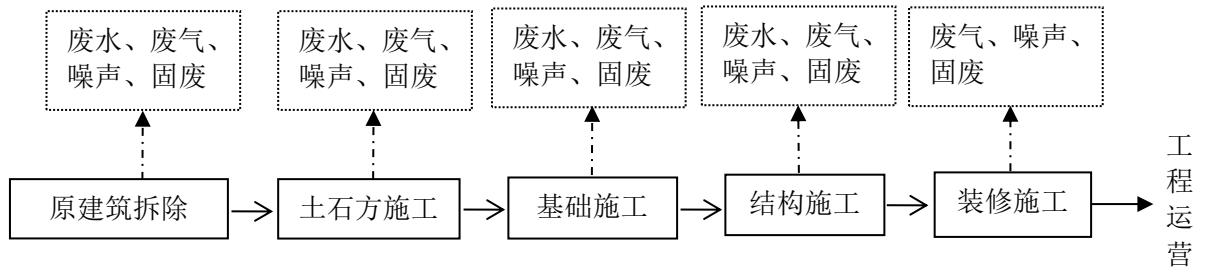 废水、废气、
噪声、固废
废水、废气、
噪声、固废
废水、废气、
噪声、固废
废水、废气、
噪声、固废
废气、噪声、
固废
原建筑拆除
土石方施工
基础施工
结构施工
装修施工
工程运营